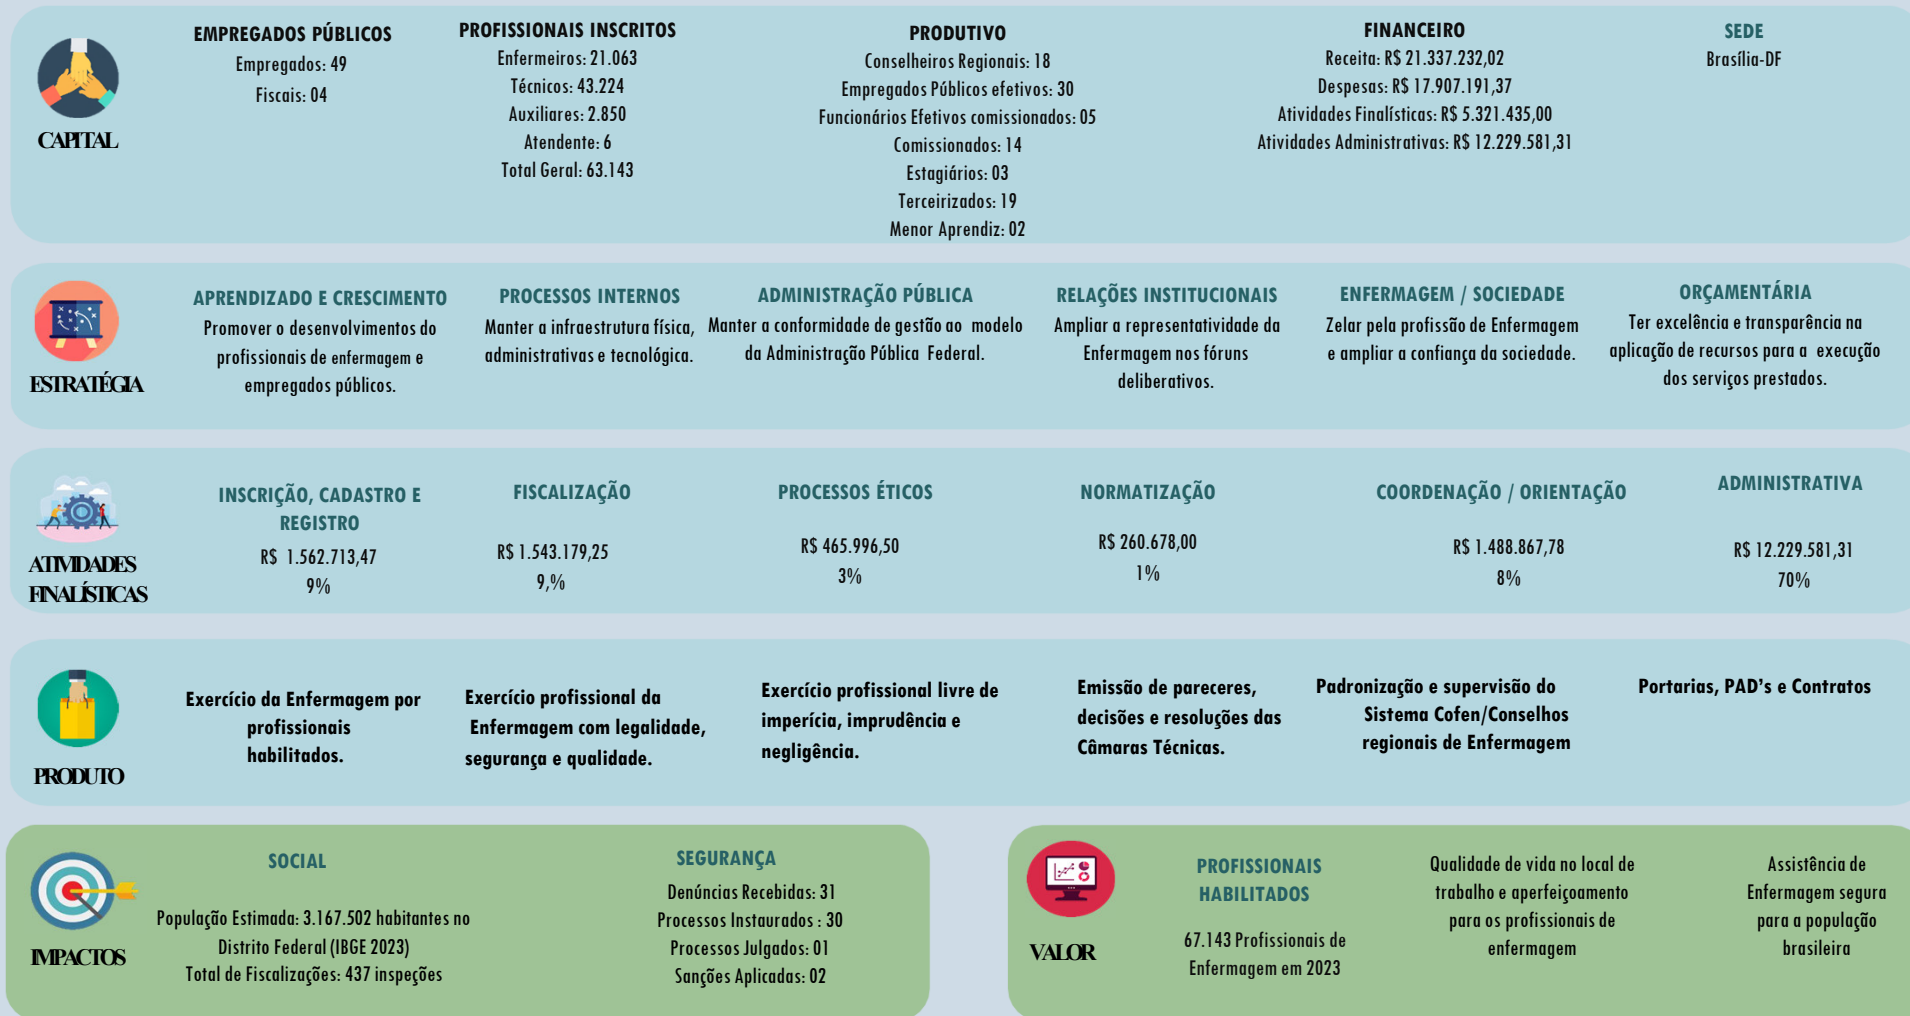 CAPITAL
EMPREGADOS PÚBLICOS
Empregados: 49
Fiscais: 04
PROFISSIONAIS INSCRITOS
Enfermeiros: 21.063
Técnicos: 43.224
Auxiliares: 2.850
Atendente: 6
Total Geral: 63.143
PRODUTIVO
Conselheiros Regionais: 18
Empregados Públicos efetivos: 30
Funcionários Efetivos comissionados: 05
Comissionados: 14
Estagiários: 03
Terceirizados: 19
Menor Aprendiz: 02
FINANCEIRO
Receita: R$ 21.337.232,02
Despesas: R$ 17.907.191,37
Atividades Finalísticas: R$ 5.321.435,00
Atividades Administrativas: R$ 12.229.581,31
SEDE
Brasília-DF
ESTRATÉGIA
APRENDIZADO E CRESCIMENTO
Promover o desenvolvimentos do
profissionais de enfermagem e
empregados públicos.
PROCESSOS INTERNOS
Manter a infraestrutura física,
administrativas e tecnológica.
ADMINISTRAÇÃO PÚBLICA
Manter a conformidade de gestão ao modelo
da Administração Pública Federal.
RELAÇÕES INSTITUCIONAIS
Ampliar a representatividade da
Enfermagem nos fóruns
deliberativos.
ENFERMAGEM / SOCIEDADE
Zelar pela profissão de Enfermagem
e ampliar a confiança da sociedade.
ORÇAMENTÁRIA
Ter excelência e transparência na
aplicação de recursos para a execução
dos serviços prestados.
ATIVIDADES
FINALÍSTICAS
INSCRIÇÃO, CADASTRO E
REGISTRO
R$ 1.562.713,47
9%
FISCALIZAÇÃO
R$ 1.543.179,25
9,%
PROCESSOS ÉTICOS
R$ 465.996,50
3%
NORMATIZAÇÃO
R$ 260.678,00
1%
COORDENAÇÃO / ORIENTAÇÃO
R$ 1.488.867,78
8%
ADMINISTRATIVA
R$ 12.229.581,31
70%
PRODUTO
Exercício da Enfermagem por
profissionais
habilitados.
Exercício profissional da
Enfermagem com legalidade,
segurança e qualidade.
Exercício profissional livre de
imperícia, imprudência e
negligência.
Emissão de pareceres,
decisões e resoluções das
Câmaras Técnicas.
Padronização e supervisão do
Sistema Cofen/Conselhos
regionais de Enfermagem
Portarias, PAD's e Contratos
IMPACTOS
SOCIAL
População Estimada: 3.167.502 habitantes no
Distrito Federal (IBGE 2023)
Total de Fiscalizações: 437 inspeções
SEGURANÇA
Denúncias Recebidas: 31
Processos Instaurados : 30
Processos Julgados: 01
Sanções Aplicadas: 02
VALOR
PROFISSIONAIS
HABILITADOS
67.143 Profissionais de
Enfermagem em 2023
Qualidade de vida no local de
trabalho e aperfeiçoamento
para os profissionais de
enfermagem
Assistência de
Enfermagem segura
para a população
brasileira